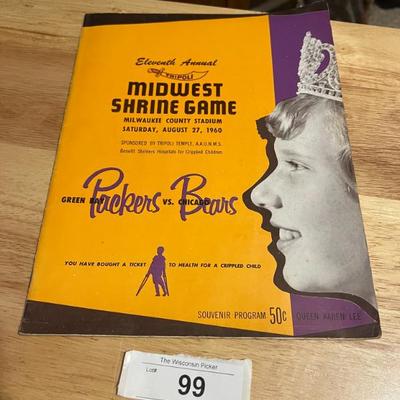 Eleventh Annual
TRIPOLI
MIDWEST
SHRINE GAME
MILWAUKEE COUNTY STADIUM
SATURDAY, AUGUST 27, 1960
SPONSORED BY TRIPOLI TEMPLE, A.A.O.N.M.S.
Benefit Shriners Hospitals for Crippled Children
GREEN BAY Packers VS. CHICAGO Bears
YOU HAVE BOUGHT A TICKET TO HEALTH FOR A CRIPPLED CHILD
SOUVENIR PROGRAM 50¢ QUEEN KAREN LEE
The Wisconsin Picker
Lot#
99